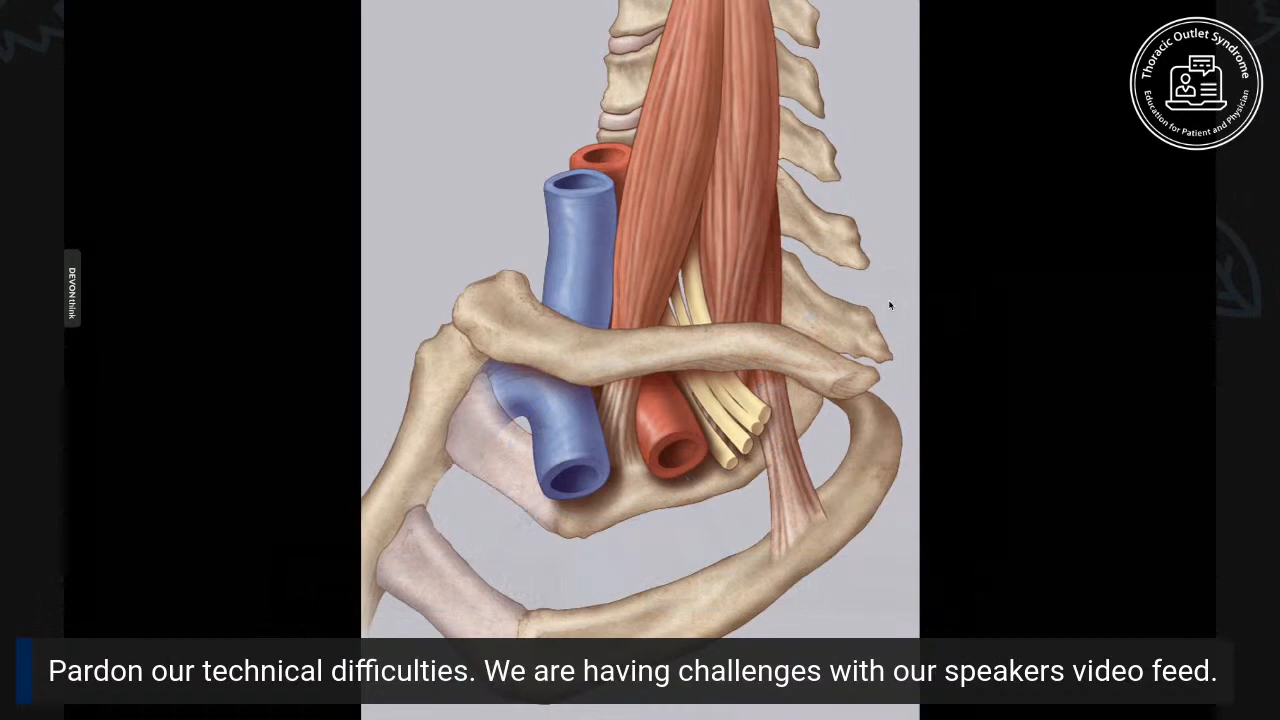 Thoracic Outlet Syndrome
Education for Patient and Physician
DEVONthink
Pardon our technical difficulties. We are having challenges with our speakers video feed.